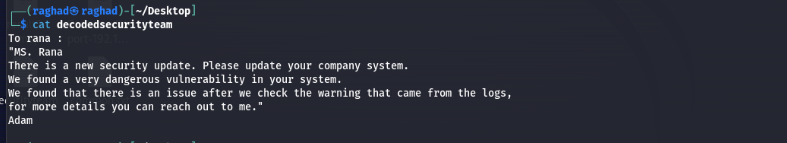 (raghad㉿raghad)-[~/Desktop]
$ cat decodedsecurityteam
To rana :
"MS. Rana
There is a new security update. Please update your company system.
We found a very dangerous vulnerability in your system.
We found that there is an issue after we check the warning that came from the logs,
for more details you can reach out to me."
Adam